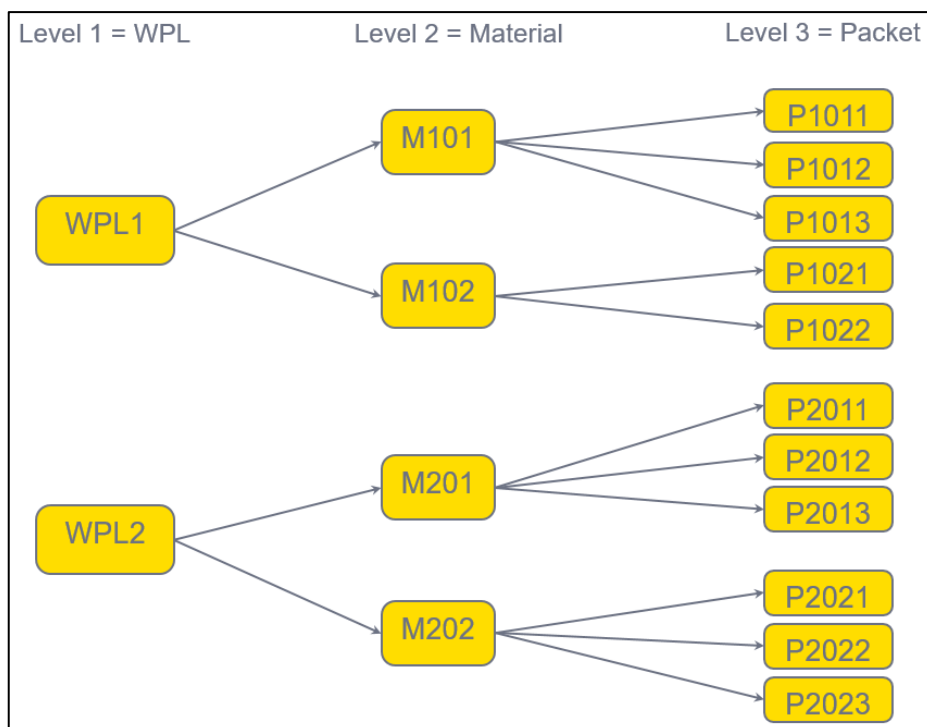 Level 1 = WPL
Level 2 = Material
Level 3 = Packet
WPL1
M101
P1011
P1012
P1013
M102
P1021
P1022
WPL2
M201
P2011
P2012
P2013
M202
P2021
P2022
P2023